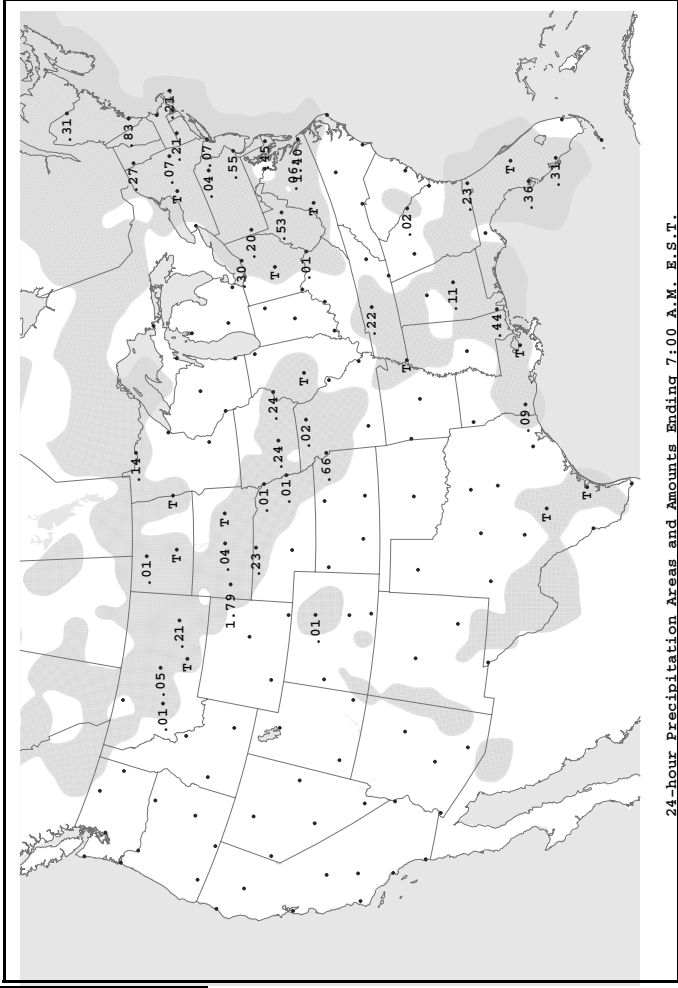 .31
.83
.21
.27
.07
.21
T
.04
.07
.55
.45
.06
1.40
T
.53
.20
.30
T
.01
.02
.23
T
.36
.31
.22
.11
.44
T
T
.09
.14
.24
T
.24
.02
.66
.01
.01
T
T
.01
T
.04
.23
1.79
.01
T
T
.21
T
.05
.01
24-hour Precipitation Areas and Amounts Ending 7:00 A.M. E.S.T.